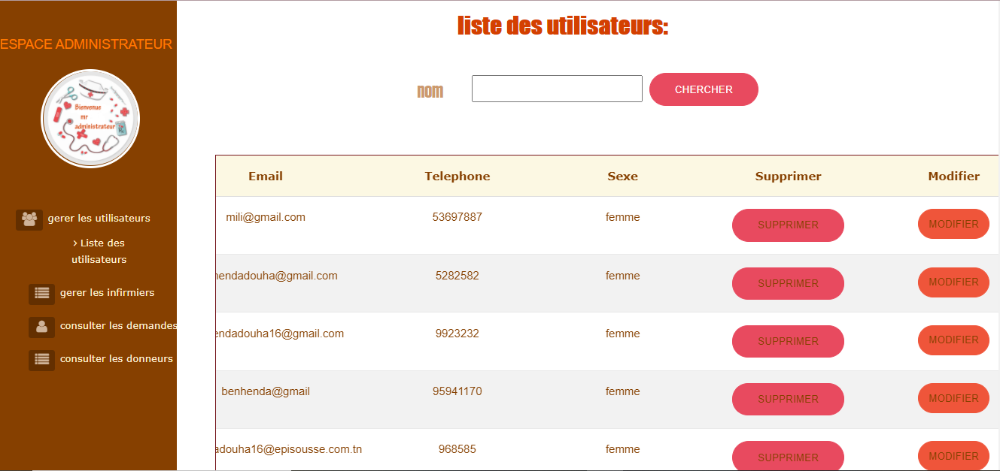 liste des utilisateurs:
ESPACE ADMINISTRATEUR
Bienvenue
mr
administrateur
nom
CHERCHER
gerer les utilisateurs
› Liste des
utilisateurs
gerer les infirmiers
consulter les demandes
consulter les donneurs
Email Telephone Sexe Supprimer Modifier
mili@gmail.com 53697887 femme SUPPRIMER MODIFIER
endadouha@gmail.com 5282582 femme SUPPRIMER MODIFIER
endadouha16@gmail.com 9923232 femme SUPPRIMER MODIFIER
benhenda@gmail 95941170 femme SUPPRIMER MODIFIER
adouha16@episousse.com.tn 968585 femme SUPPRIMER MODIFIER